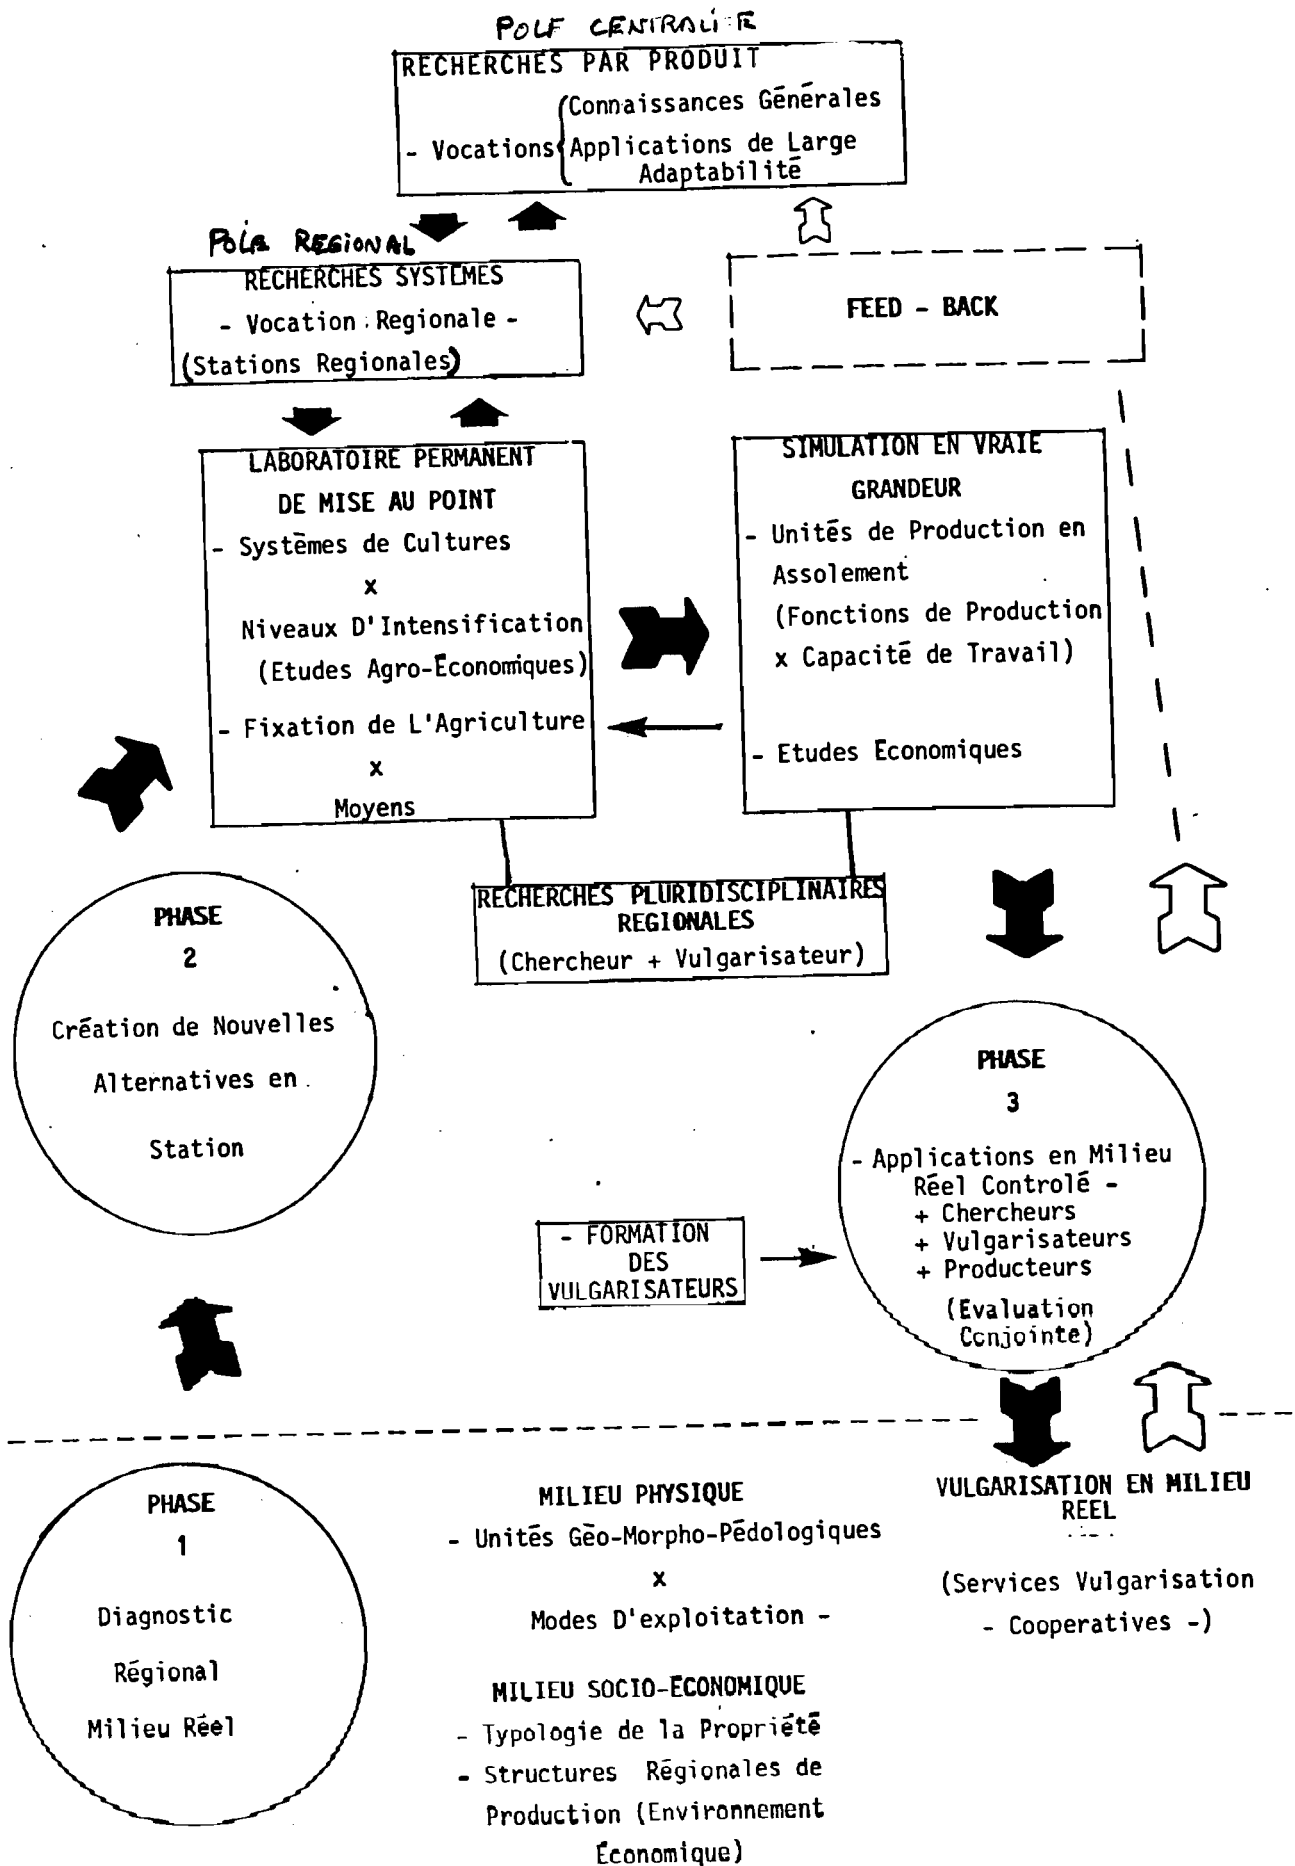 POLE CENTRALITE
RECHERCHES PAR PRODUIT
Connaissances Générales
- Vocations
Applications de Large
Adaptabilité
POLE REGIONAL
RECHERCHES SYSTEMES
- Vocation Regionale -
(Stations Regionales)
FEED - BACK
LABORATOIRE PERMANENT
DE MISE AU POINT
- Systèmes de Cultures
x
Niveaux D'Intensification
(Etudes Agro-Economiques)
- Fixation de L'Agriculture
x
Moyens
SIMULATION EN VRAIE
GRANDEUR
- Unités de Production en
Assolement
(Fonctions de Production
x Capacité de Travail)
- Etudes Economiques
RECHERCHES PLURIDISCIPLINAIRES
REGIONALES
(Chercheur + Vulgarisateur)
PHASE
2
Création de Nouvelles
Alternatives en
Station
PHASE
3
- Applications en Milieu
Réel Controlé -
+ Chercheurs
+ Vulgarisateurs
+ Producteurs
(Evaluation
Conjointe)
- FORMATION
DES
VULGARISATEURS
PHASE
1
Diagnostic
Régional
Milieu Réel
MILIEU PHYSIQUE
- Unités Gèo-Morpho-Pédologiques
x
Modes D'exploitation -
MILIEU SOCIO-ECONOMIQUE
- Typologie de la Propriété
- Structures Régionales de
Production (Environnement
Économique)
VULGARISATION EN MILIEU
REEL
(Services Vulgarisation
- Cooperatives -)